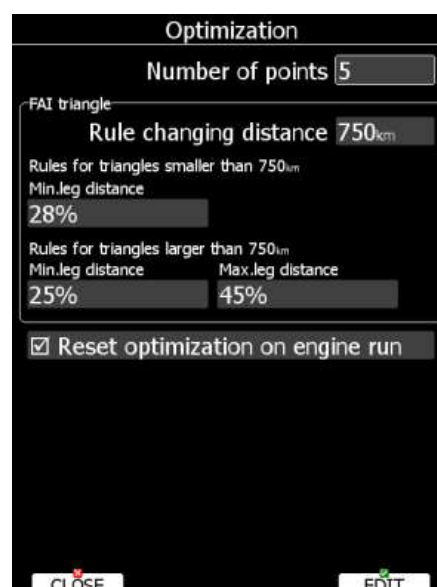 Optimization
Number of points 5
FAI triangle
Rule changing distance 750km
Rules for triangles smaller than 750km
Min.leg distance
28%
Rules for triangles larger than 750km
Min.leg distance Max.leg distance
25% 45%
Reset optimization on engine run
CLOSE EDIT